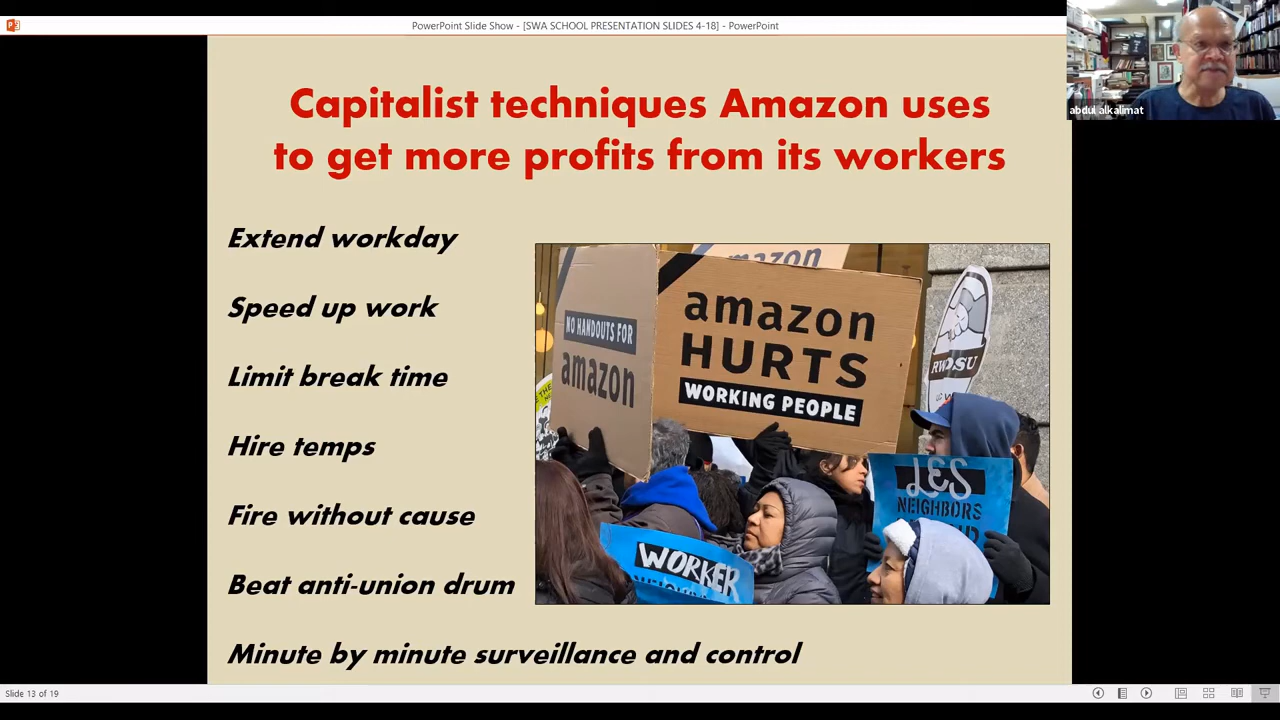 PowerPoint Slide Show - [SWA SCHOOL PRESENTATION SLIDES 4-18] - PowerPoint
abdul alkalimat
Capitalist techniques Amazon uses
to get more profits from its workers
Extend workday
Speed up work
Limit break time
Hire temps
Fire without cause
Beat anti-union drum
Minute by minute surveillance and control
amazon
NO HANDOUTS FOR
amazon
amazon
HURTS
WORKING PEOPLE
RWDSU
LES
NEIGHBORS
WORKER
Slide 13 of 19